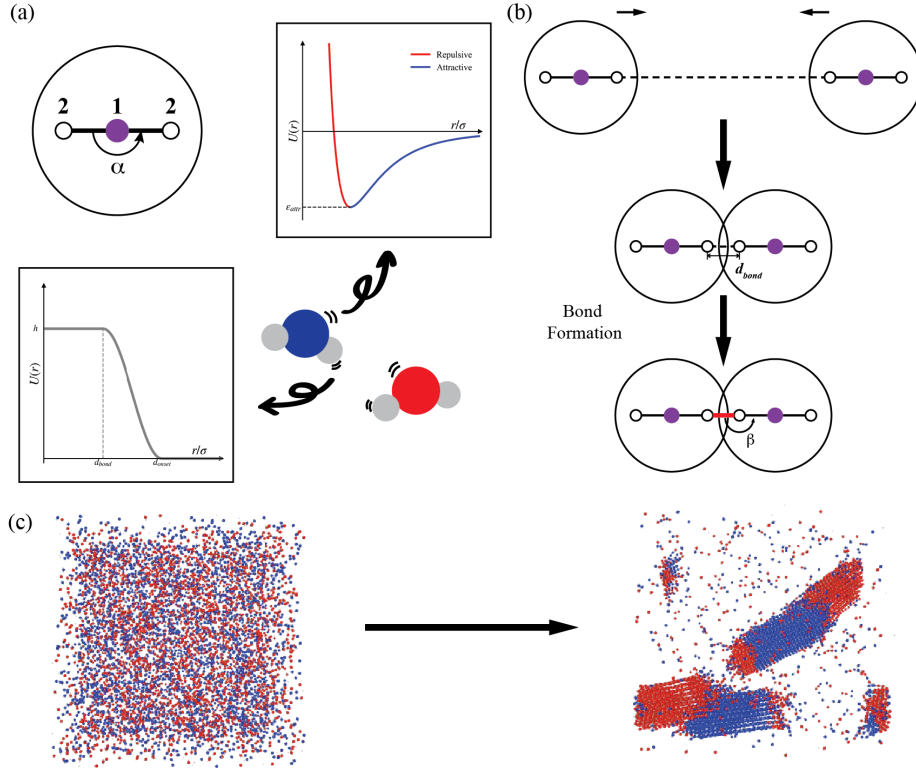 (a)
2 1 2
α
U(r)
Repulsive
Attractive
r/σ
ε_attr
h
U(r)
r/σ
d_bond
d_onset
(b)
d_bond
Bond
Formation
β
(c)